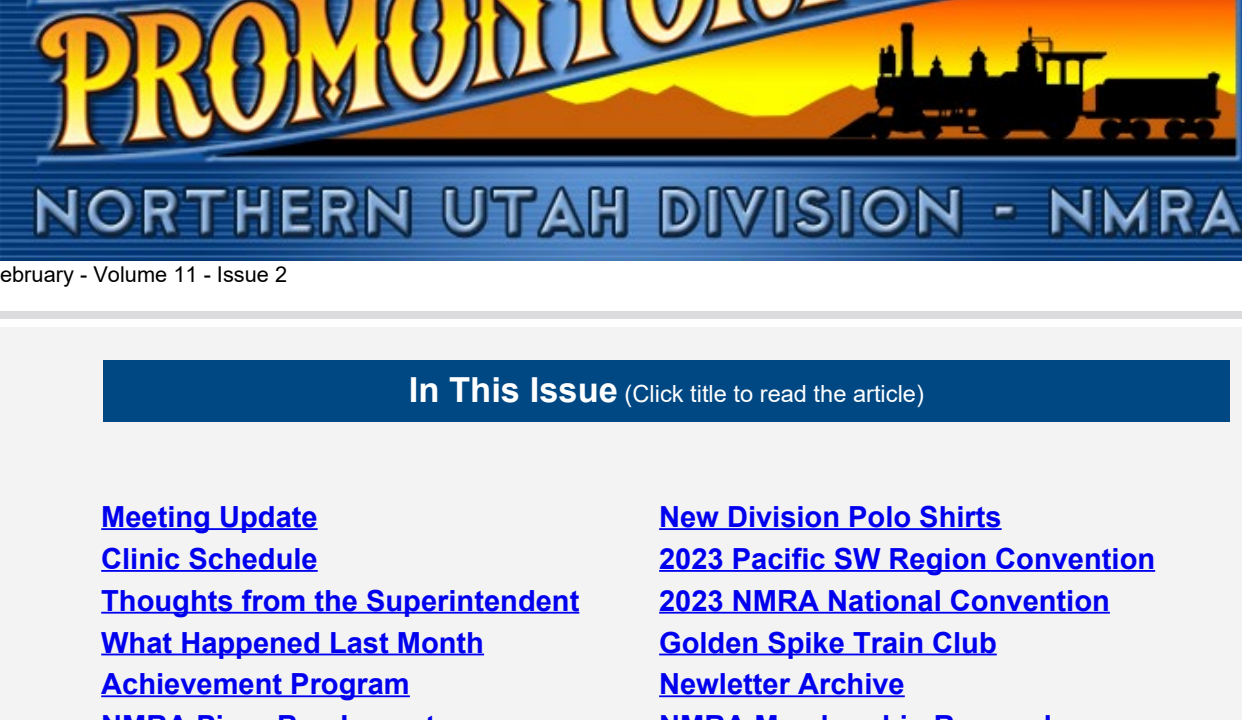 NORTHERN UTAH DIVISION - NMRA
ebruary - Volume 11 - Issue 2
In This Issue (Click title to read the article)
Meeting Update
Clinic Schedule
Thoughts from the Superintendent
What Happened Last Month
Achievement Program
New Division Polo Shirts
2023 Pacific SW Region Convention
2023 NMRA National Convention
Golden Spike Train Club
Newletter Archive